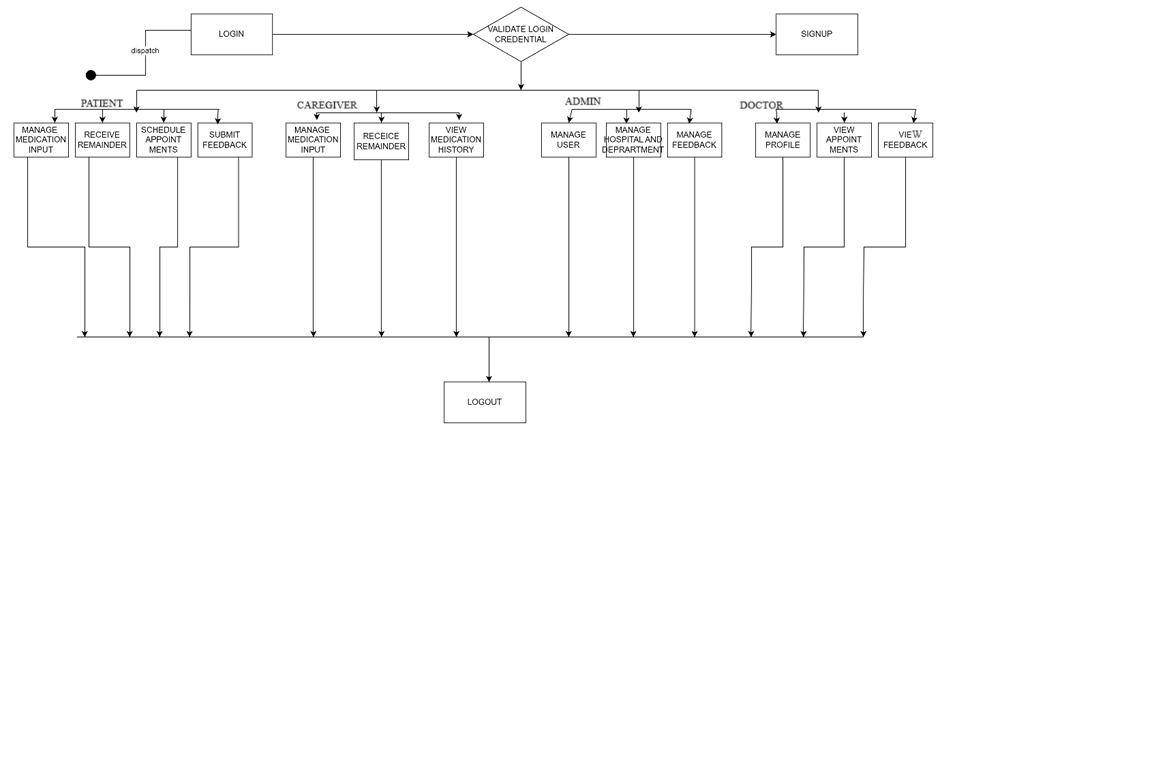 LOGIN
VALIDATE LOGIN
CREDENTIAL
SIGNUP
dispatch
PATIENT
CAREGIVER
ADMIN
DOCTOR
MANAGE
MEDICATION
INPUT
RECEIVE
REMAINDER
SCHEDULE
APPOINT
MENTS
SUBMIT
FEEDBACK
MANAGE
MEDICATION
INPUT
RECEICE
REMAINDER
VIEW
MEDICATION
HISTORY
MANAGE
USER
MANAGE
HOSPITAL AND
DEPRARTMENT
MANAGE
FEEDBACK
MANAGE
PROFILE
VIEW
APPOINT
MENTS
VIEW
FEEDBACK
LOGOUT